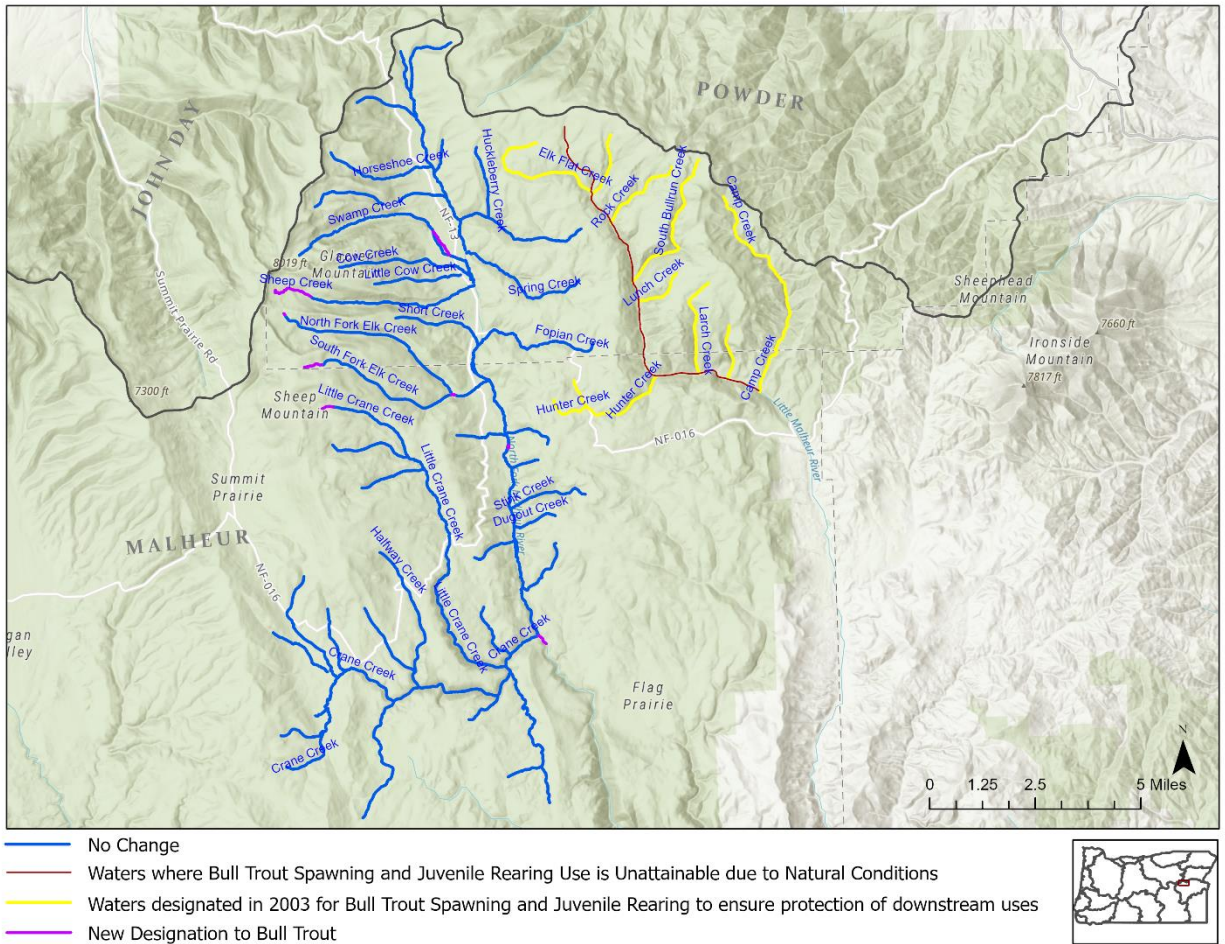 POWDER
JOHN DAY
Huckleberry Creek
Elk Flat Creek
Horseshoe Creek
Rock Creek
South Bullrun Creek
Camp Creek
Swamp Creek
NF-13
Cow Creek
8019 ft
Mountain
Little Cow Creek
Sheep Creek
Spring Creek
Lunch Creek
Sheephead
Mountain
Summit Prairie Rd
Short Creek
North Fork Elk Creek
Fopian Creek
Larch Creek
7660 ft
Ironside
Mountain
7817 ft
South Fork Elk Creek
Camp Creek
7300 ft
Sheep
Mountain
Little Crane Creek
Hunter Creek
Hunter Creek
Little Malheur River
NF-016
North Fork
River
Little Crane Creek
Summit
Prairie
Stink Creek
Dugout Creek
MALHEUR
Halfway Creek
NF-016
Little Crane Creek
Crane Creek
gan
lley
Crane Creek
Flag
Prairie
Crane Creek
N
0 1.25 2.5 5 Miles
No Change
Waters where Bull Trout Spawning and Juvenile Rearing Use is Unattainable due to Natural Conditions
Waters designated in 2003 for Bull Trout Spawning and Juvenile Rearing to ensure protection of downstream uses
New Designation to Bull Trout